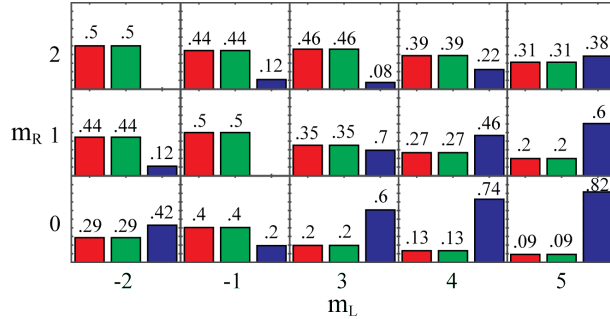 .5 .5 .44 .44 .12 .46 .46 .08 .39 .39 .22 .31 .31 .38
2
.44 .44 .12 .5 .5 .35 .35 .7 .27 .27 .46 .2 .2 .6
mR 1
.29 .29 .42 .4 .4 .2 .2 .2 .6 .13 .13 .74 .09 .09 .82
0
-2 -1 3 4 5
mL